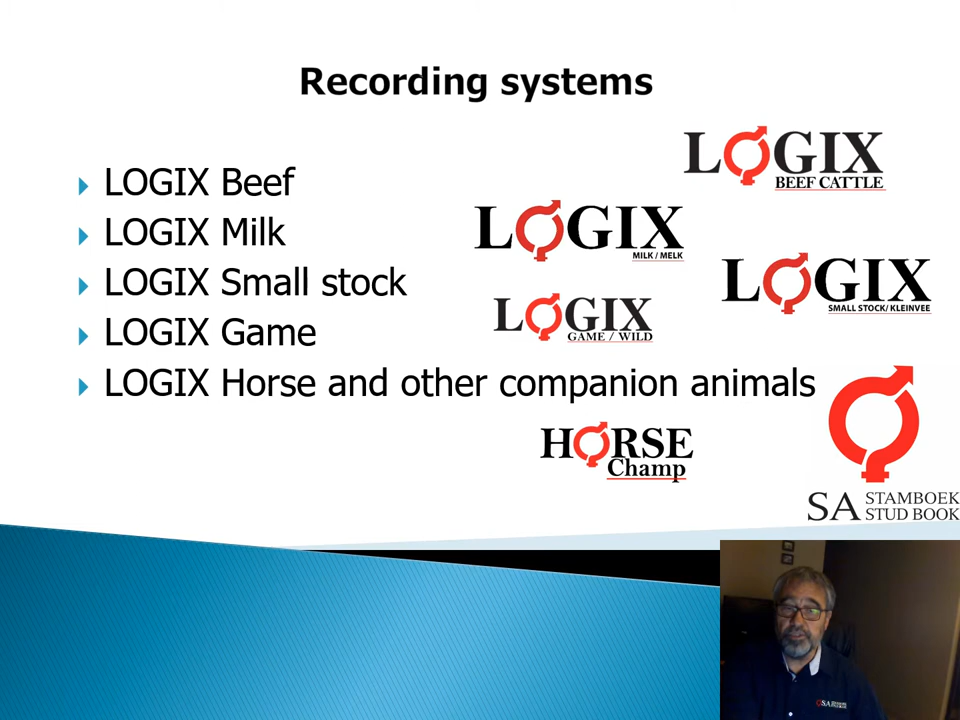 Recording systems
LOGIX Beef
LOGIX Milk
LOGIX Small stock
LOGIX Game
LOGIX Horse and other companion animals
LOGIX
BEEF CATTLE
LOGIX
MILK / MELK
LOGIX
SMALL STOCK/ KLEINVEE
LOGIX
GAME / WILD
HORSE
Champ
SA STAMBOEK
STUD BOOK
SA